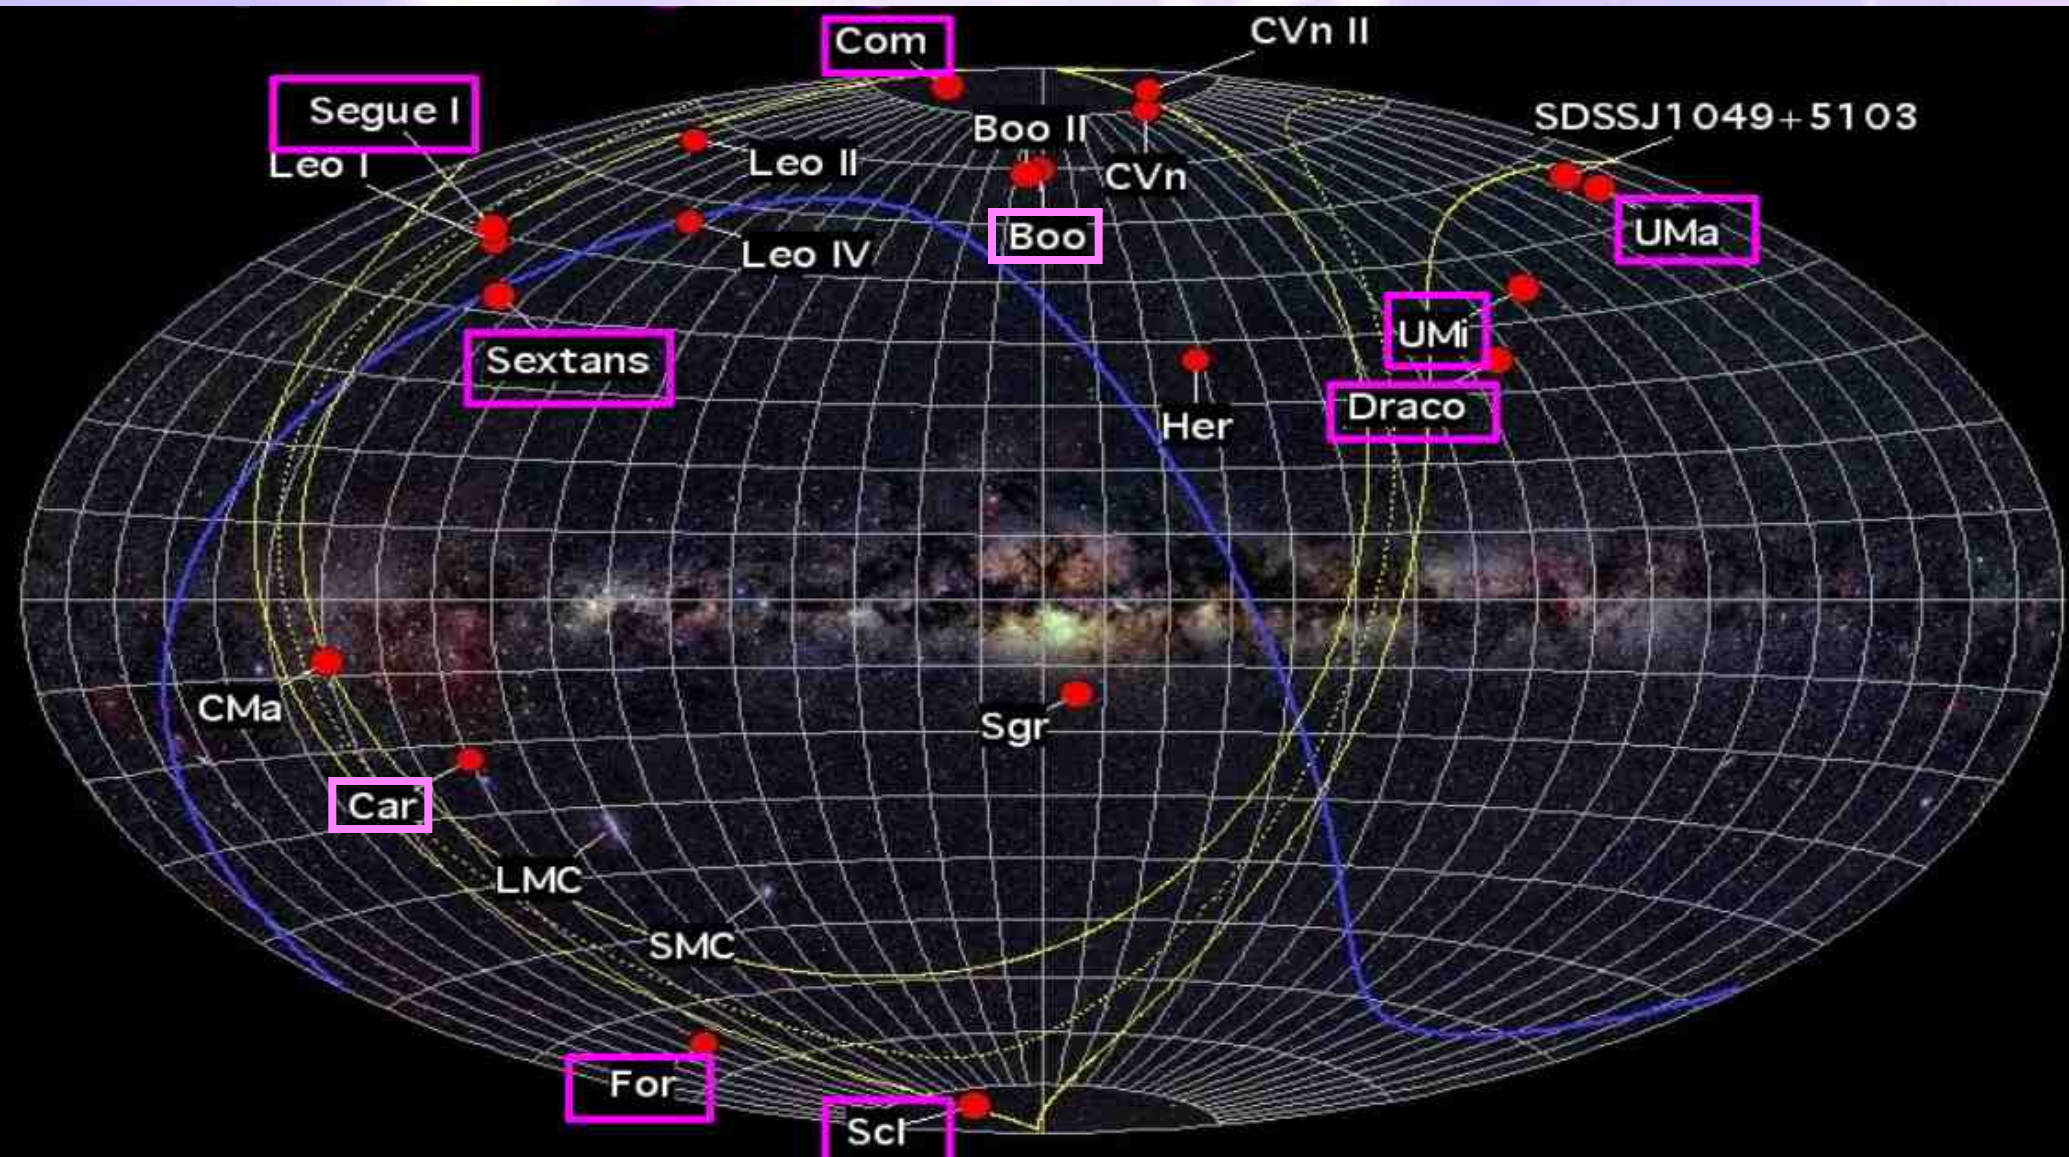 Com
CVn II
Segue I
SDSSJ1049+5103
Boo II
Leo I
Leo II
CVn
Boo
UMa
Leo IV
UMi
Sextans
Draco
Her
CMa
Sgr
Car
LMC
SMC
For
Scl